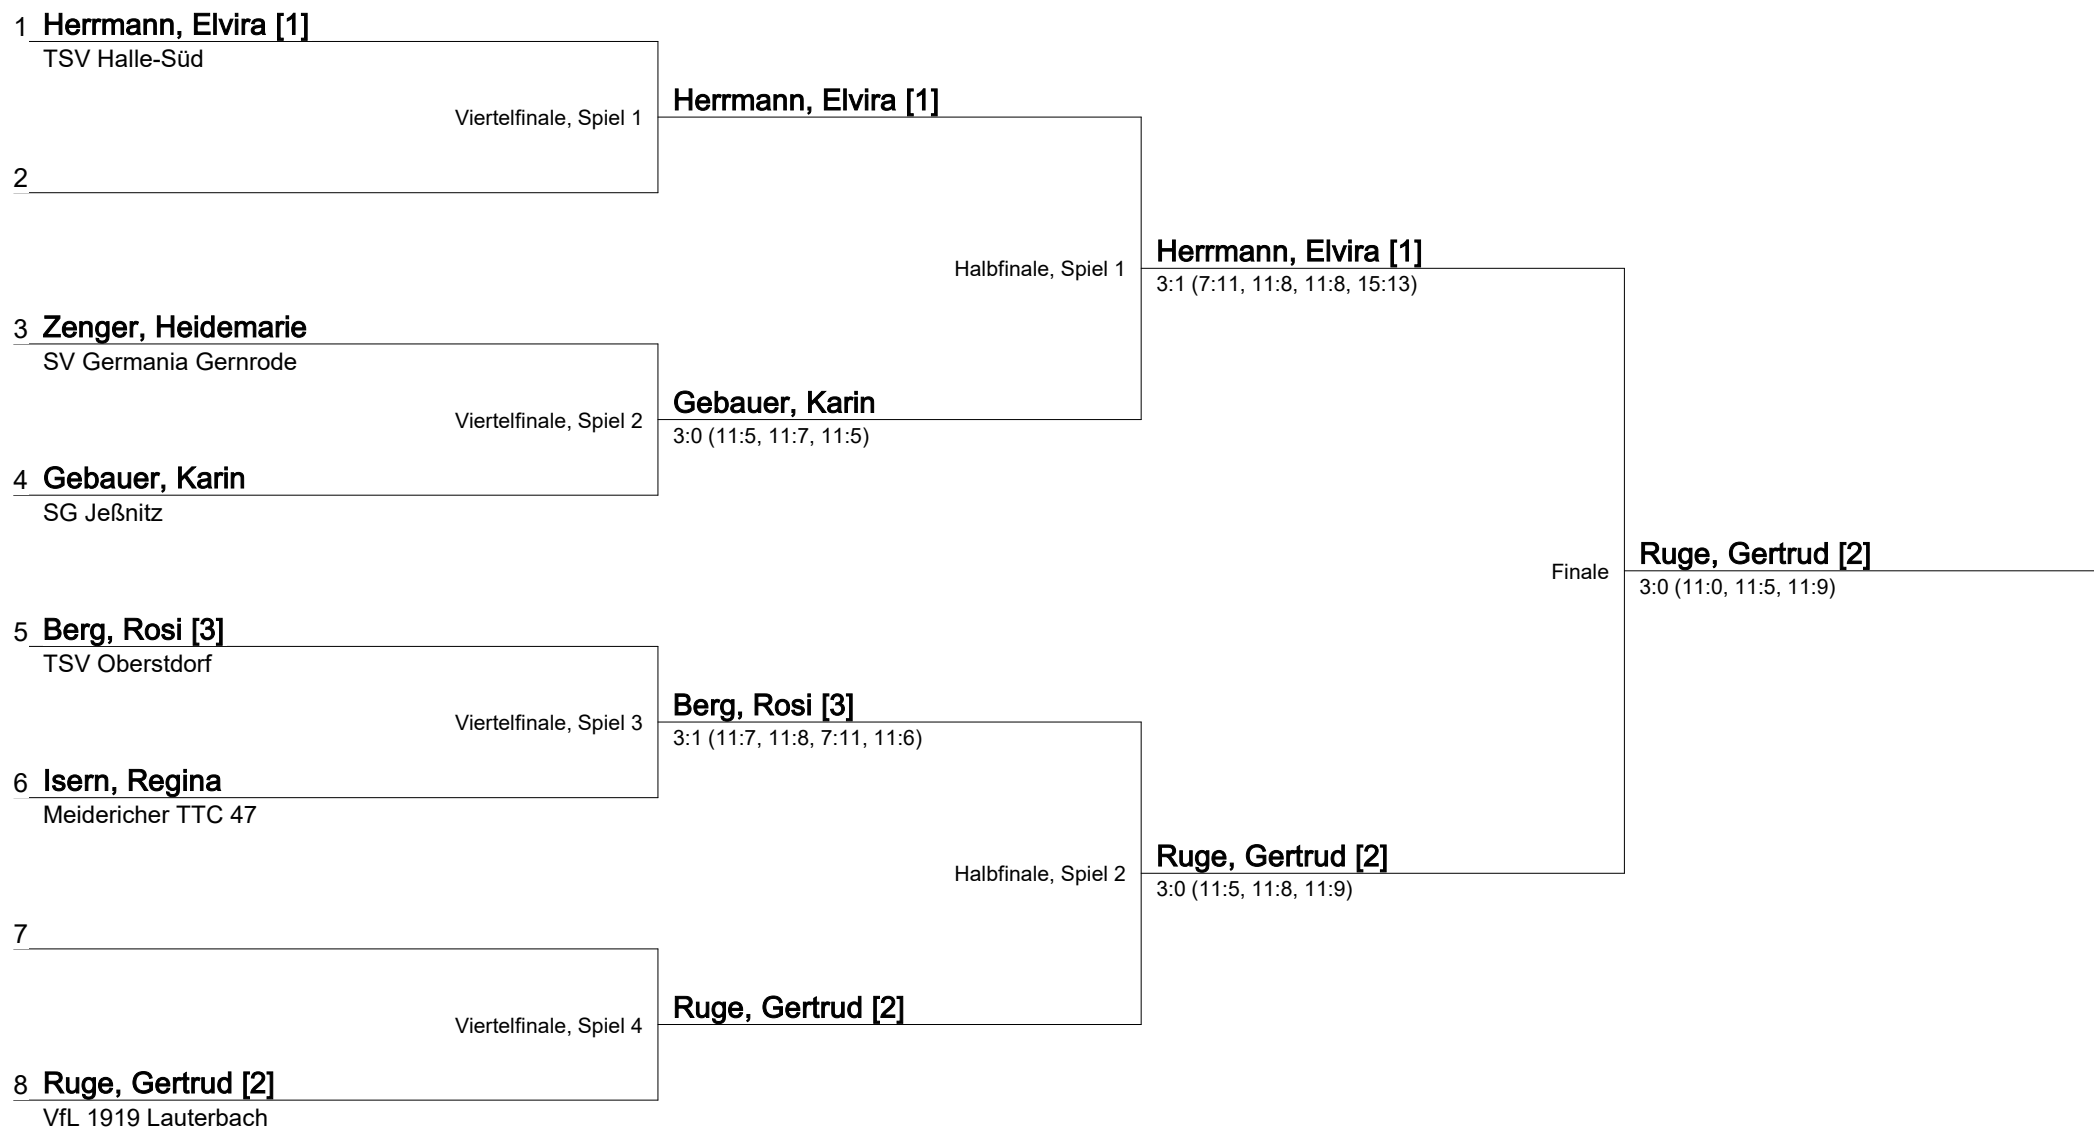 1 Herrmann, Elvira [1]
TSV Halle-Süd
Viertelfinale, Spiel 1
Herrmann, Elvira [1]
2
Halbfinale, Spiel 1
Herrmann, Elvira [1]
3:1 (7:11, 11:8, 11:8, 15:13)
3 Zenger, Heidemarie
SV Germania Gernrode
Viertelfinale, Spiel 2
Gebauer, Karin
3:0 (11:5, 11:7, 11:5)
4 Gebauer, Karin
SG Jeßnitz
Finale
Ruge, Gertrud [2]
3:0 (11:0, 11:5, 11:9)
5 Berg, Rosi [3]
TSV Oberstdorf
Viertelfinale, Spiel 3
Berg, Rosi [3]
3:1 (11:7, 11:8, 7:11, 11:6)
6 Isern, Regina
Meidericher TTC 47
Halbfinale, Spiel 2
Ruge, Gertrud [2]
3:0 (11:5, 11:8, 11:9)
7
Viertelfinale, Spiel 4
Ruge, Gertrud [2]
8 Ruge, Gertrud [2]
VfL 1919 Lauterbach